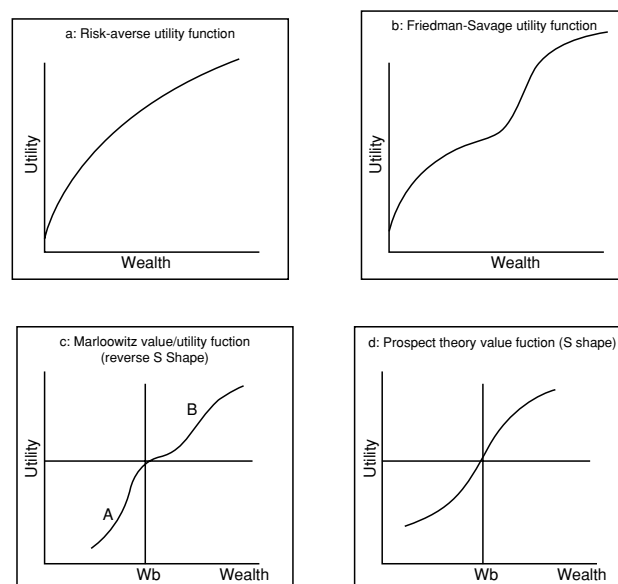 a: Risk-averse utility function
Utility
Wealth
b: Friedman-Savage utility function
Utility
Wealth
c: Marloowitz value/utility fuction
(reverse S Shape)
B
A
Utility
Wb
Wealth
d: Prospect theory value fuction (S shape)
Utility
Wb
Wealth